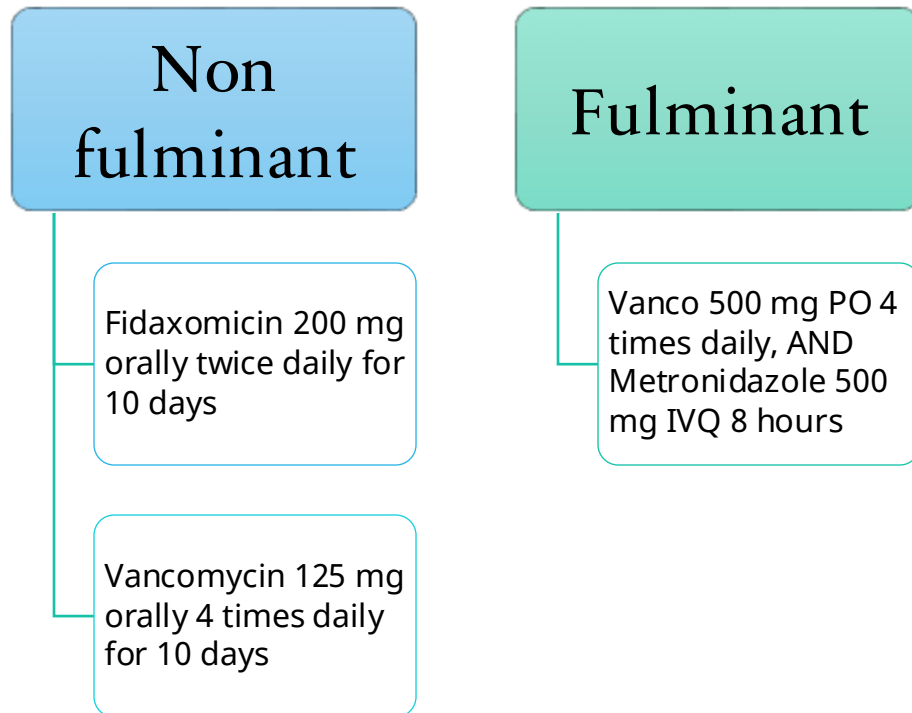 Non
fulminant
Fidaxomicin 200 mg
orally twice daily for
10 days
Vancomycin 125 mg
orally 4 times daily
for 10 days
Fulminant
Vanco 500 mg PO 4
times daily, AND
Metronidazole 500
mg IVQ 8 hours